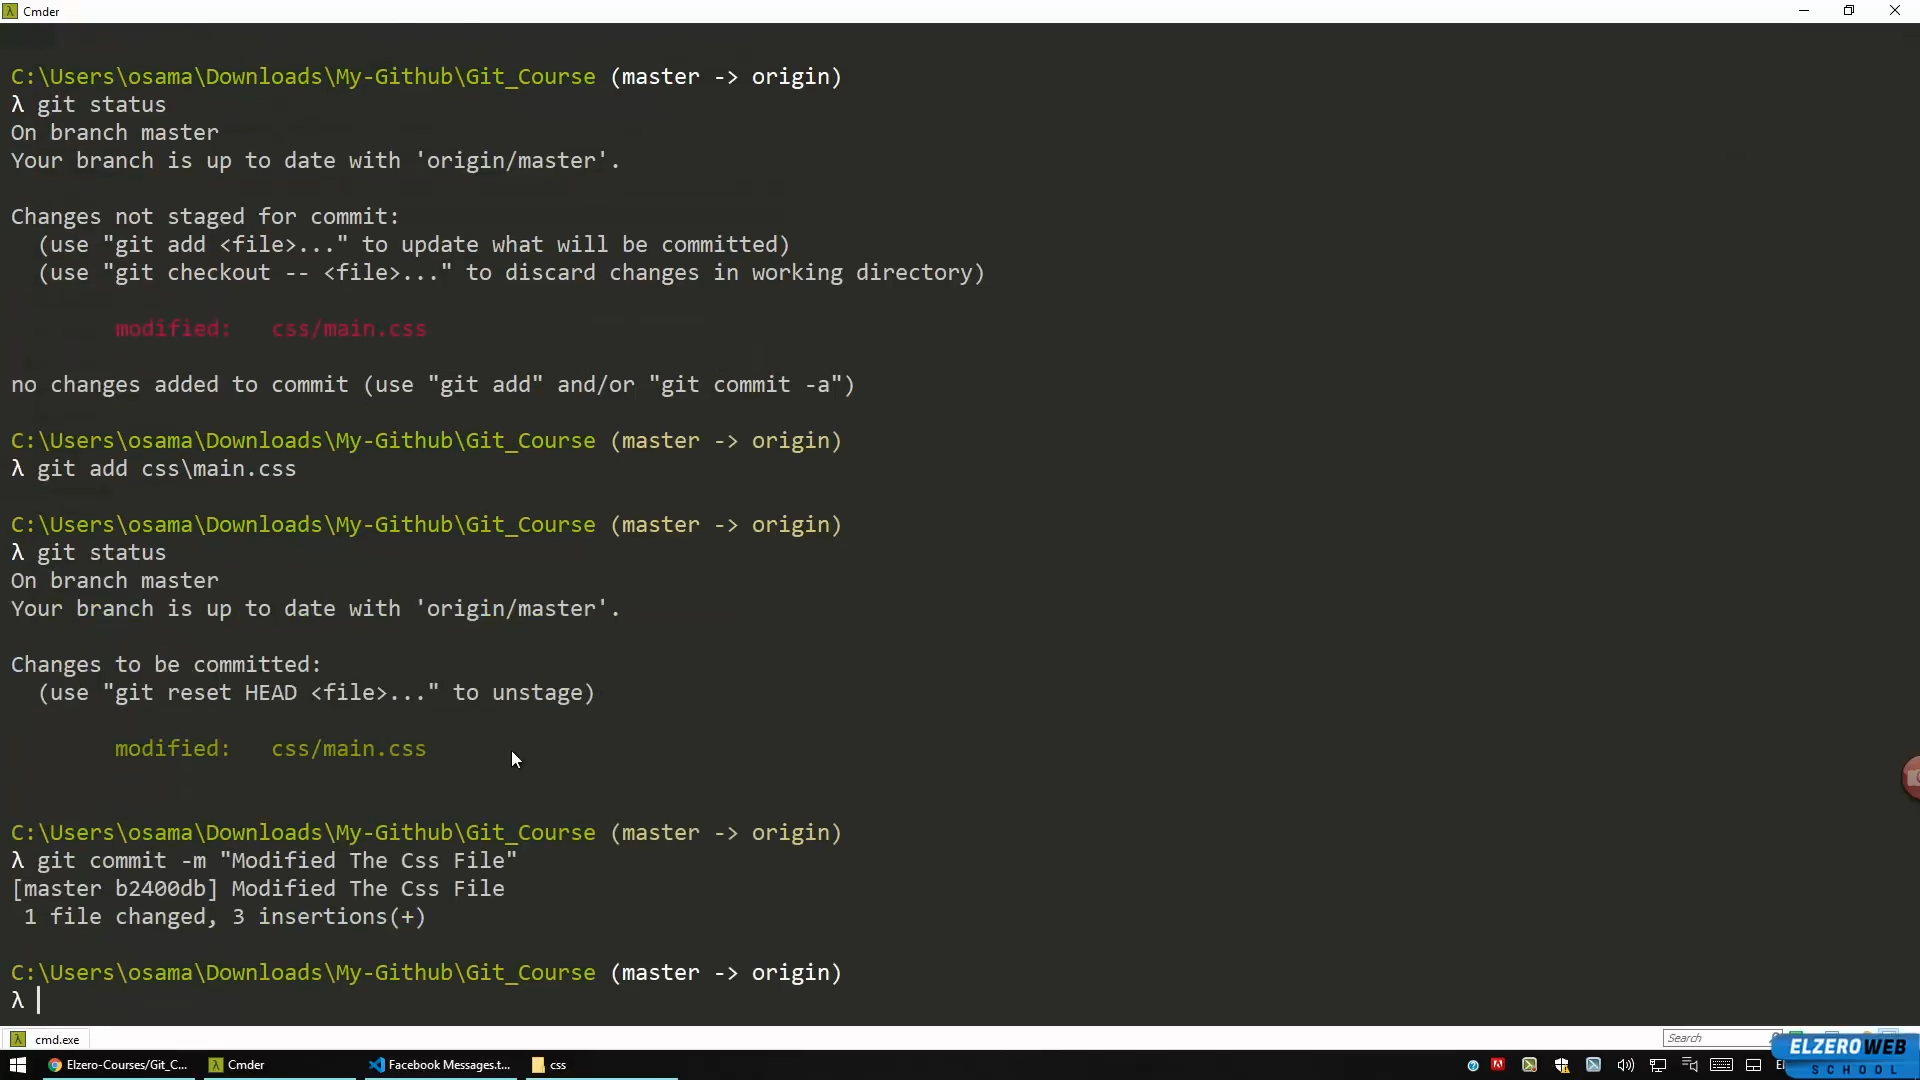 Cmder
C:\Users\osama\Downloads\My-Github\Git_Course (master -> origin)
λ git status
On branch master
Your branch is up to date with 'origin/master'.
Changes not staged for commit:
(use "git add <file>..." to update what will be committed)
(use "git checkout -- <file>..." to discard changes in working directory)
modified: css/main.css
no changes added to commit (use "git add" and/or "git commit -a")
C:\Users\osama\Downloads\My-Github\Git_Course (master -> origin)
λ git add css\main.css
C:\Users\osama\Downloads\My-Github\Git_Course (master -> origin)
λ git status
On branch master
Your branch is up to date with 'origin/master'.
Changes to be committed:
(use "git reset HEAD <file>..." to unstage)
modified: css/main.css
C:\Users\osama\Downloads\My-Github\Git_Course (master -> origin)
λ git commit -m "Modified The Css File"
[master b2400db] Modified The Css File
1 file changed, 3 insertions(+)
C:\Users\osama\Downloads\My-Github\Git_Course (master -> origin)
λ
cmd.exe
Search
Elzero-Courses/Git_C...
Cmder
Facebook Messages.t...
css
ELZEROWEB
SCHOOL